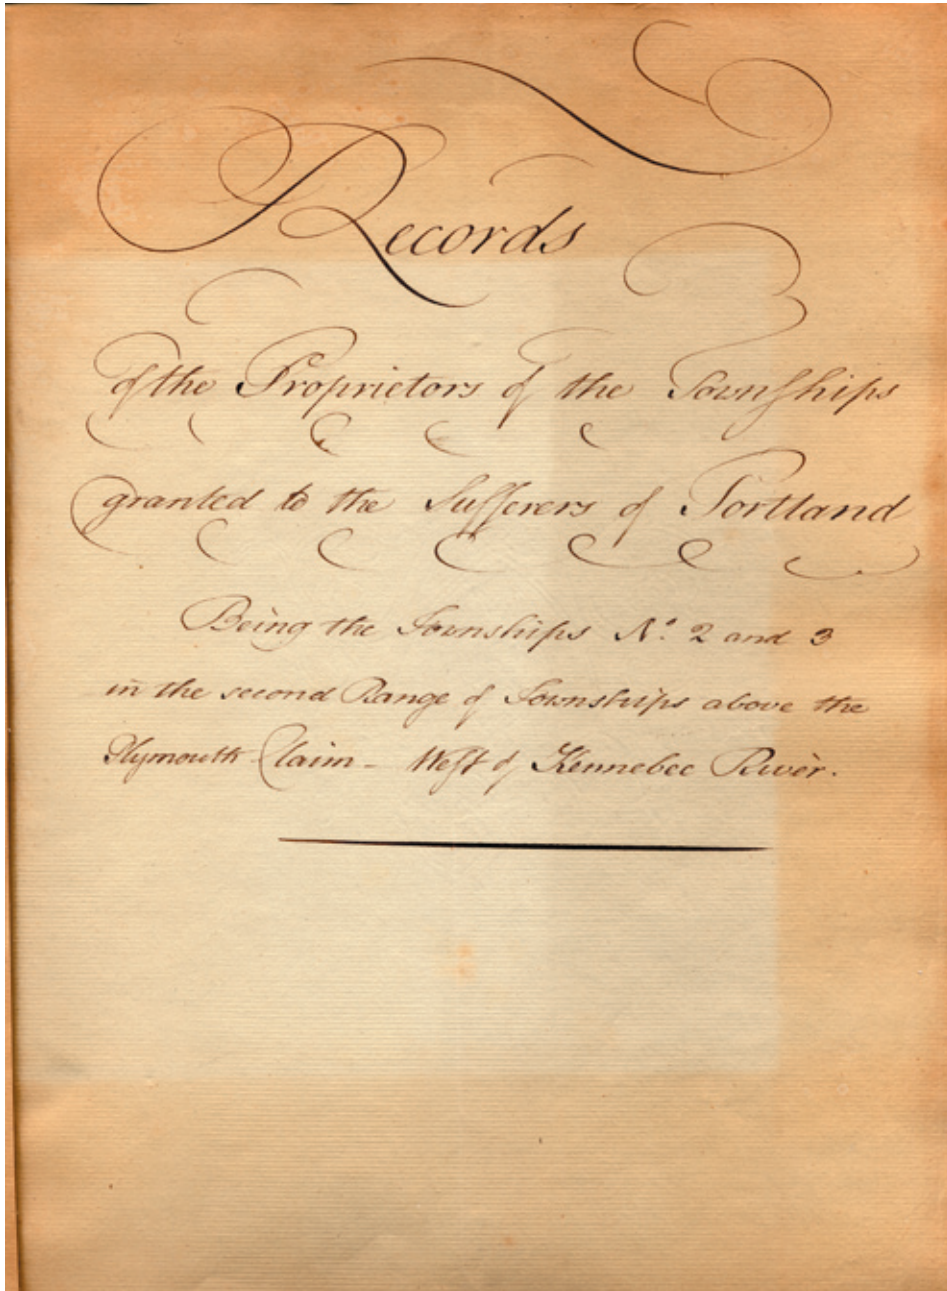 Records
of the Proprietors of the Townships
granted to the Sufferers of Portland
Being the Townships No. 2 and 3
in the second Range of Townships above the
Plymouth Claim - West of Kennebec River.